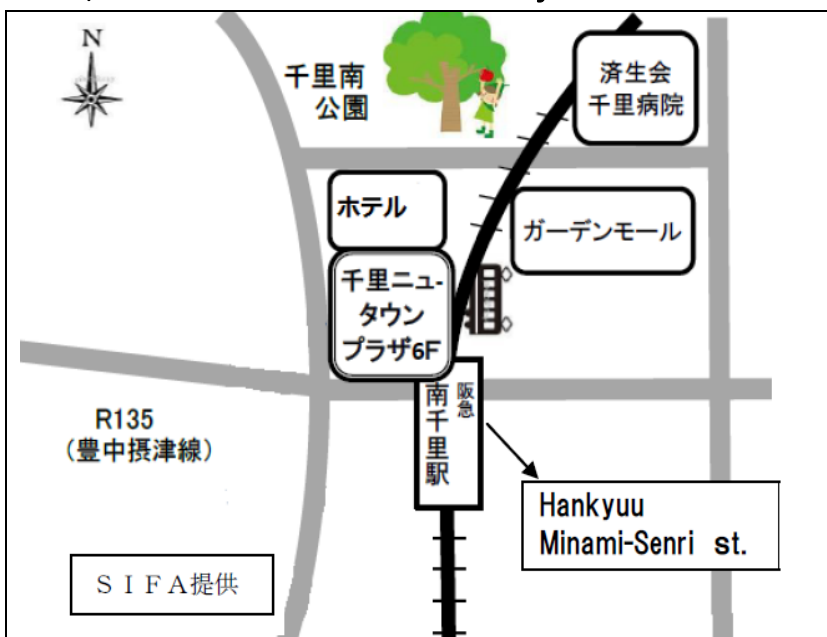 N
千里南
公園
済生会
千里病院
ホテル
ガーデンモール
千里ニュ-
タウン
プラザ6F
阪急
南千里駅
R135
（豊中摂津線）
Hankyuu
Minami-Senri st.
ＳＩＦＡ提供